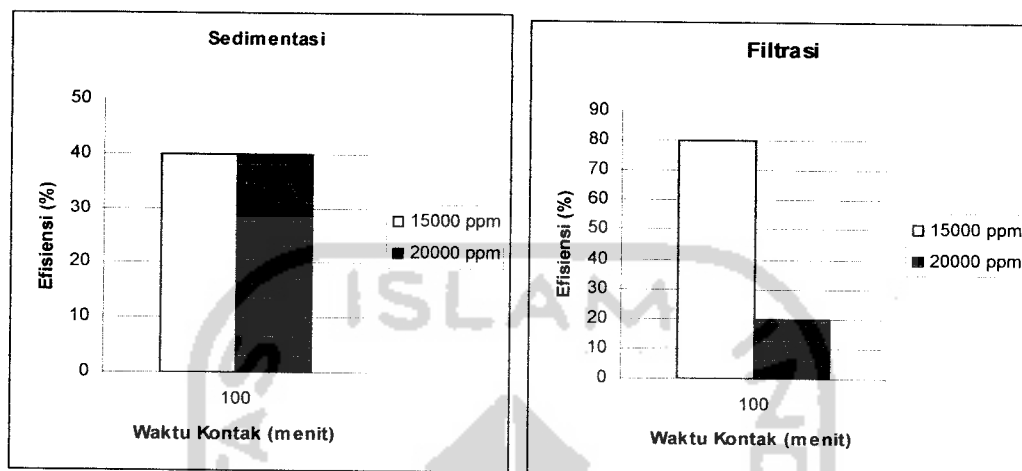 Sedimentasi
50
40
30
20
10
0
Efisiensi (%)
100
Waktu Kontak (menit)
15000 ppm
20000 ppm
Filtrasi
90
80
70
60
50
40
30
20
10
0
Efisiensi (%)
100
Waktu Kontak (menit)
15000 ppm
20000 ppm
ISLAM